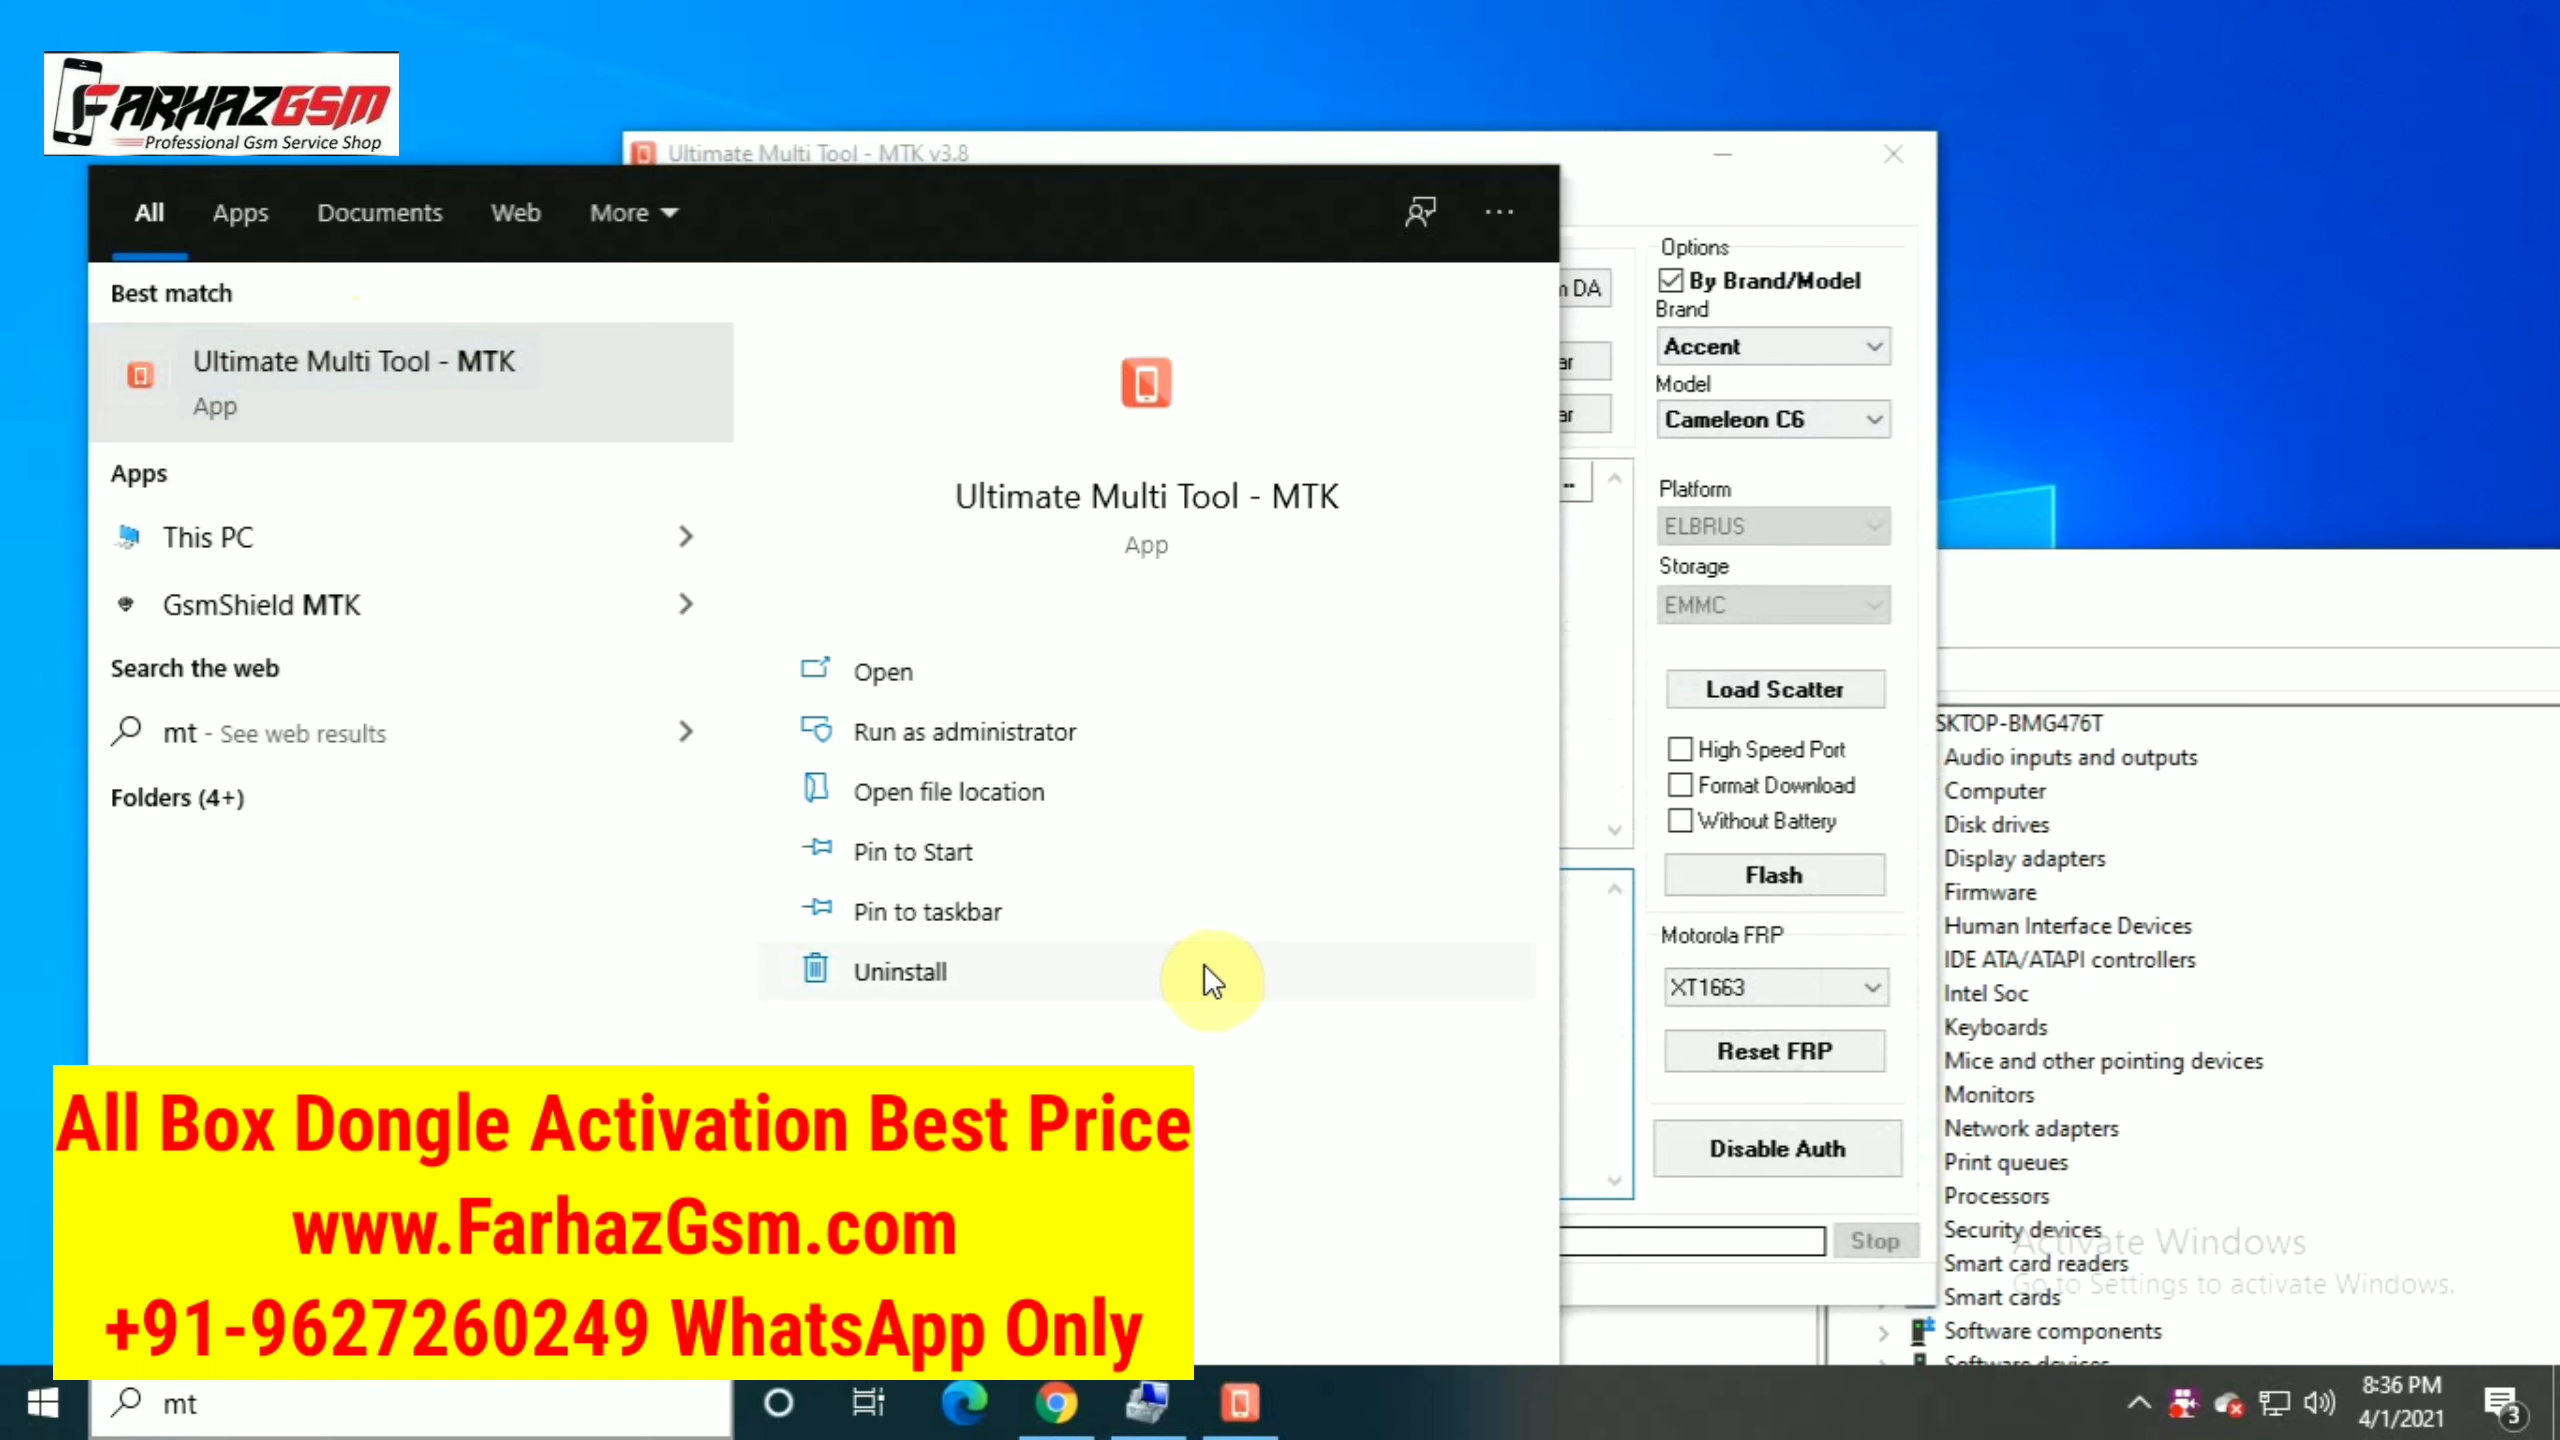 FARHAZGSM
Professional Gsm Service Shop
Ultimate Multi Tool - MTK v3.8
All
Apps
Documents
Web
More
Best match
Ultimate Multi Tool - MTK
App
Apps
This PC
GsmShield MTK
Search the web
mt - See web results
Folders (4+)
Ultimate Multi Tool - MTK
App
Open
Run as administrator
Open file location
Pin to Start
Pin to taskbar
Uninstall
DA
Options
By Brand/Model
Brand
Accent
Model
Cameleon C6
Platform
ELBRUS
Storage
EMMC
Load Scatter
High Speed Port
Format Download
Without Battery
Flash
Motorola FRP
XT1663
Reset FRP
Disable Auth
Stop
SKTOP-BMG476T
Audio inputs and outputs
Computer
Disk drives
Display adapters
Firmware
Human Interface Devices
IDE ATA/ATAPI controllers
Intel Soc
Keyboards
Mice and other pointing devices
Monitors
Network adapters
Print queues
Processors
Security devices
Smart card readers
Smart cards
Software components
Software devices
Activate Windows
Go to Settings to activate Windows.
All Box Dongle Activation Best Price
www.FarhazGsm.com
+91-9627260249 WhatsApp Only
mt
8:36 PM
4/1/2021
3